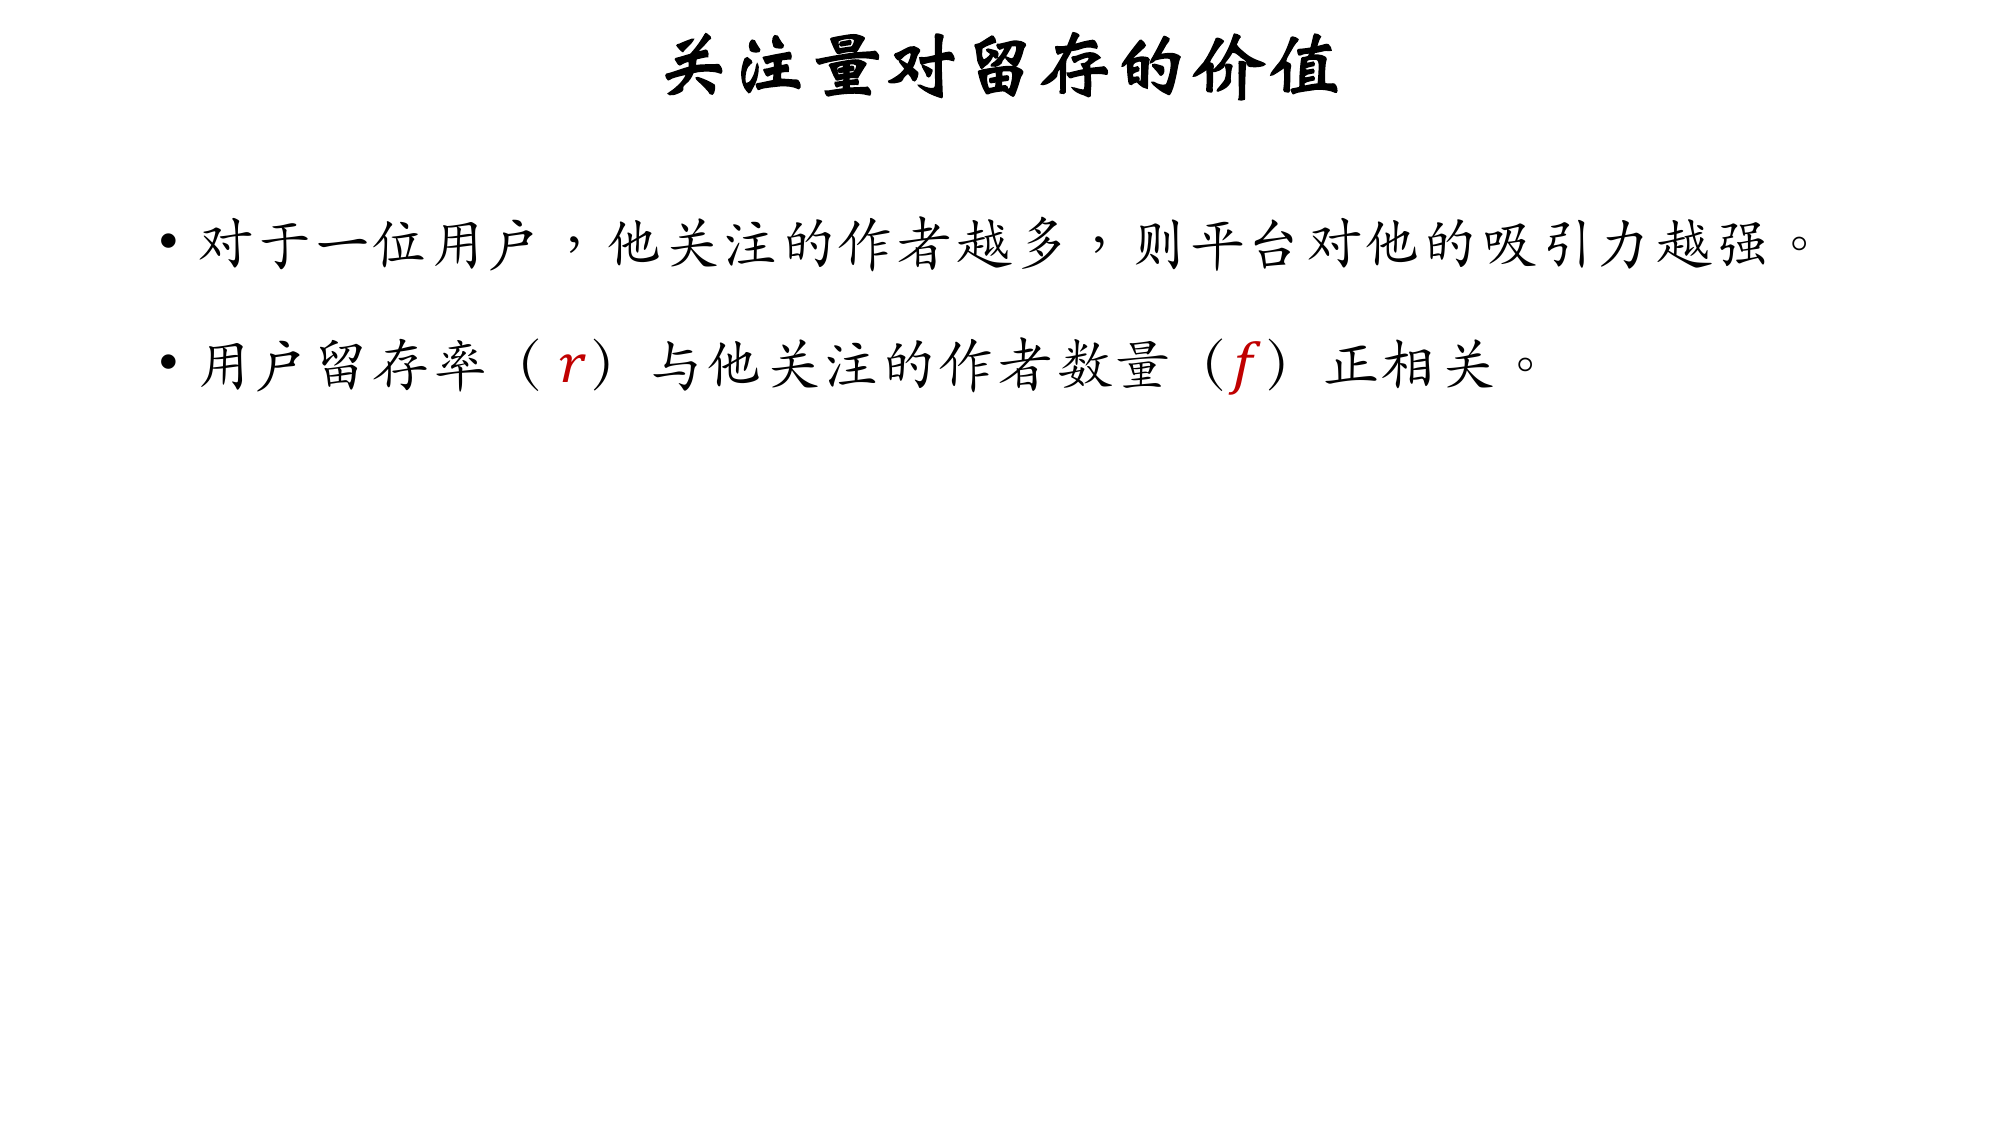 关注量对留存的价值
• 对于一位用户，他关注的作者越多，则平台对他的吸引力越强。
• 用户留存率（r）与他关注的作者数量（f）正相关。